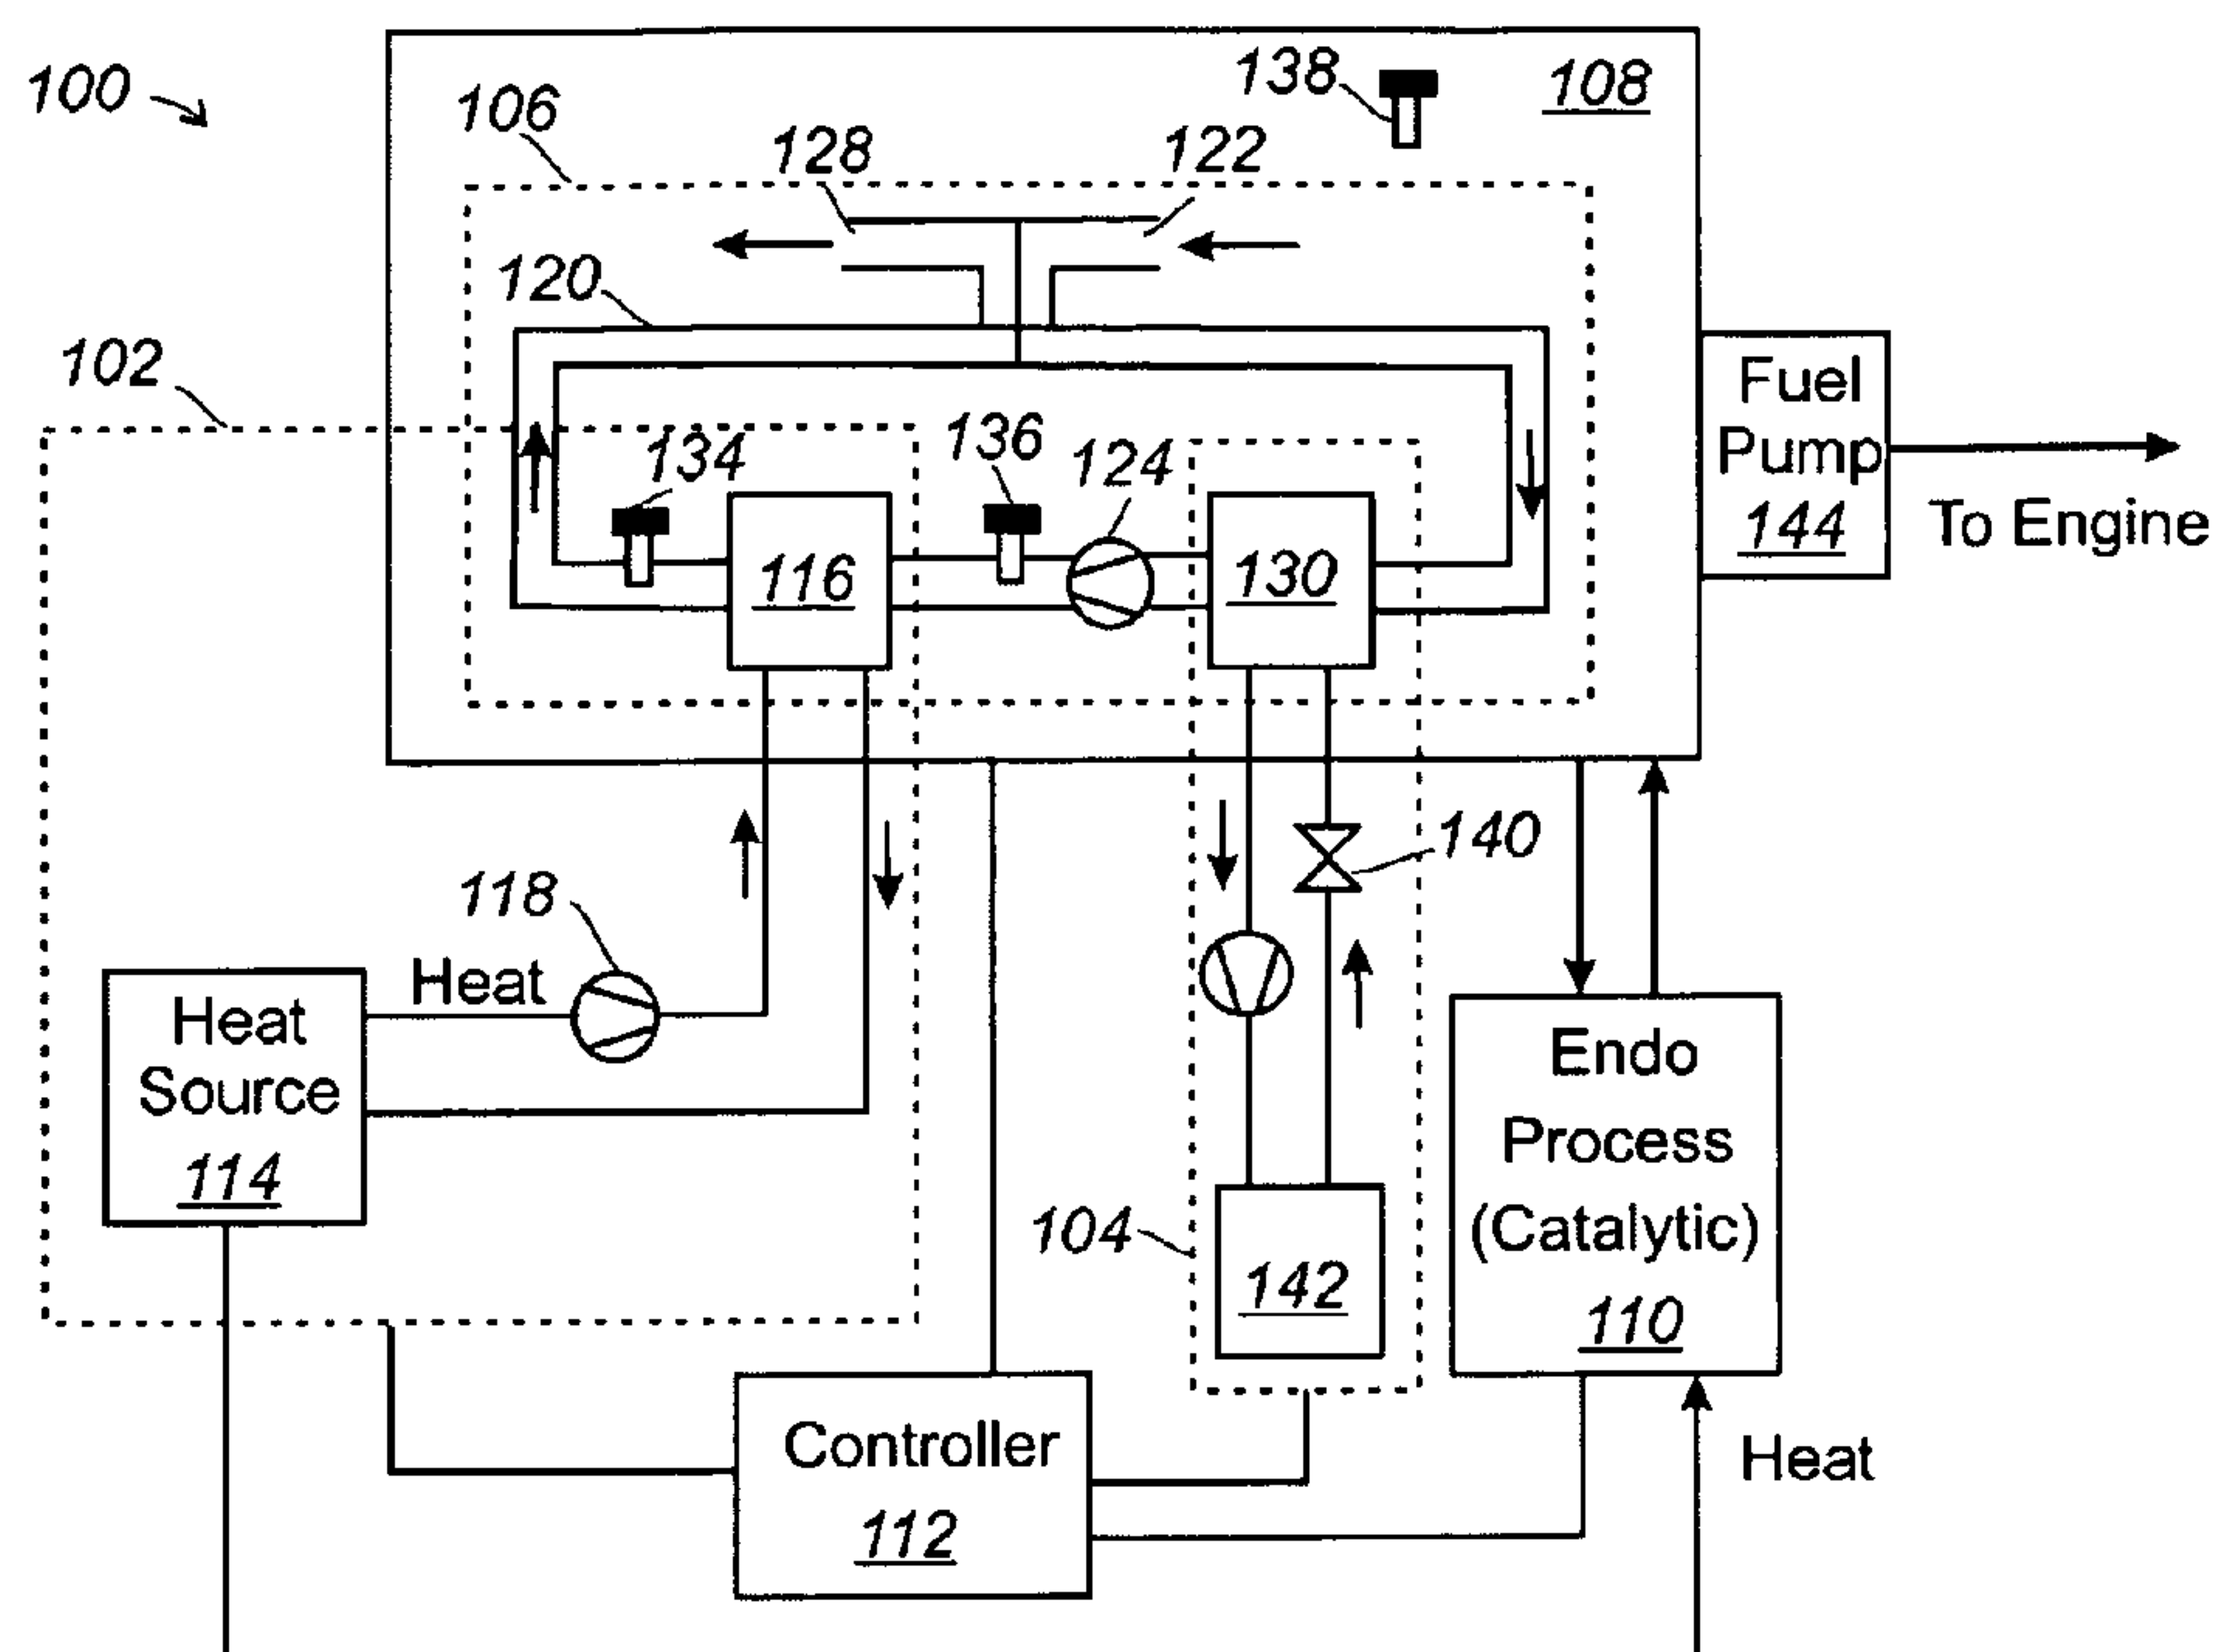 100
106
138
108
128
122
120
102
Fuel
Pump
144
To Engine
134
136
124
116
130
140
118
Heat
Heat
Source
114
Endo
Process
(Catalytic)
110
104
142
Controller
112
Heat